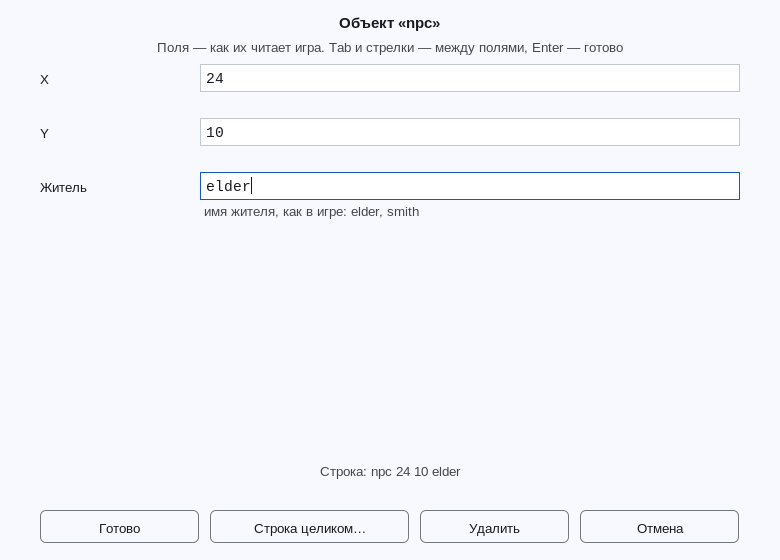 Объект «npc»
Поля — как их читает игра. Tab и стрелки — между полями, Enter — готово
X 24
Y 10
Житель elder
имя жителя, как в игре: elder, smith
Строка: npc 24 10 elder
Готово Строка целиком… Удалить Отмена